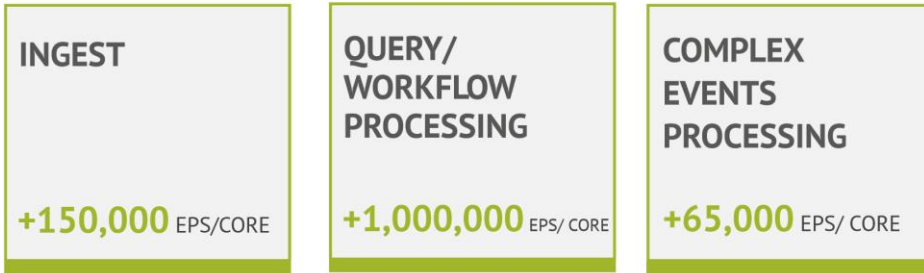 INGEST
+150,000 EPS/CORE
QUERY/
WORKFLOW
PROCESSING
+1,000,000 EPS/ CORE
COMPLEX
EVENTS
PROCESSING
+65,000 EPS/ CORE